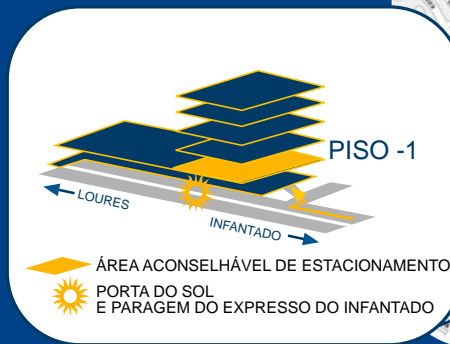 PISO -1
LOURES
INFANTADO
ÁREA ACONSELHÁVEL DE ESTACIONAMENTO
PORTA DO SOL
E PARAGEM DO EXPRESSO DO INFANTADO